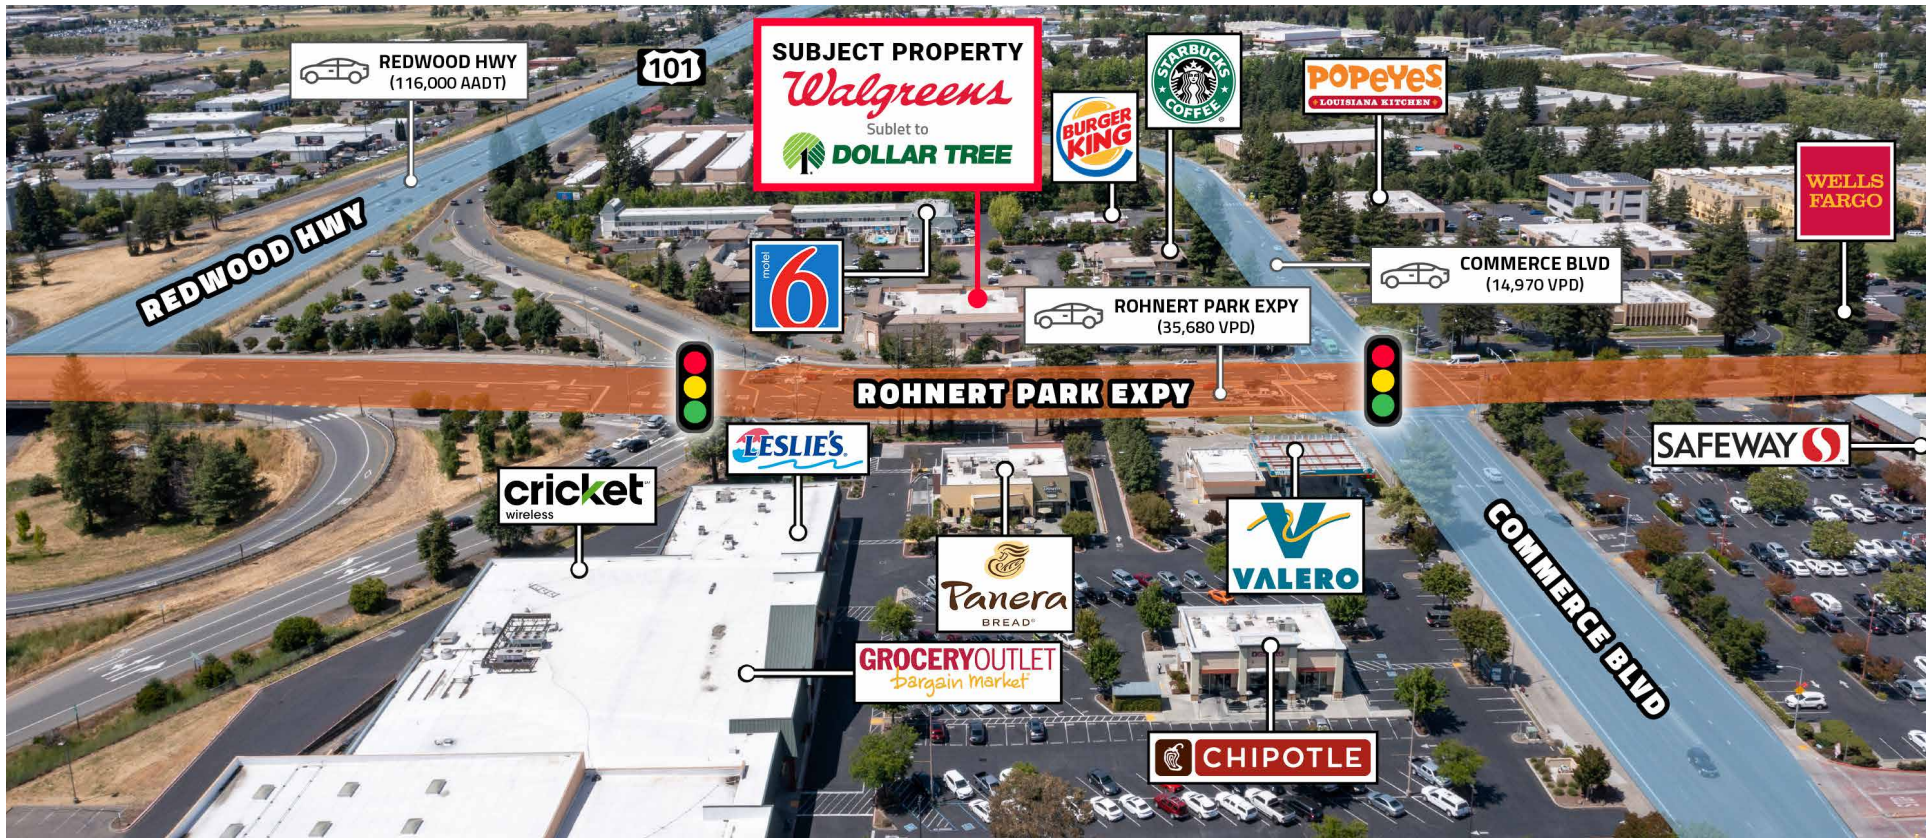 REDWOOD HWY
(116,000 AADT)
101
SUBJECT PROPERTY
Walgreens
Sublet to
1
DOLLAR TREE
BURGER
KING
STARBUCKS
COFFEE
POPEYES
LOUISIANA KITCHEN
WELLS
FARGO
REDWOOD HWY
motel
6
COMMERCE BLVD
(14,970 VPD)
ROHNERT PARK EXPY
(35,680 VPD)
ROHNERT PARK EXPY
LESLIE'S
SAFEWAY
cricket
wireless
Panera
BREAD®
VALERO
COMMERCE BLVD
GROCERY OUTLET
bargain market
CHIPOTLE